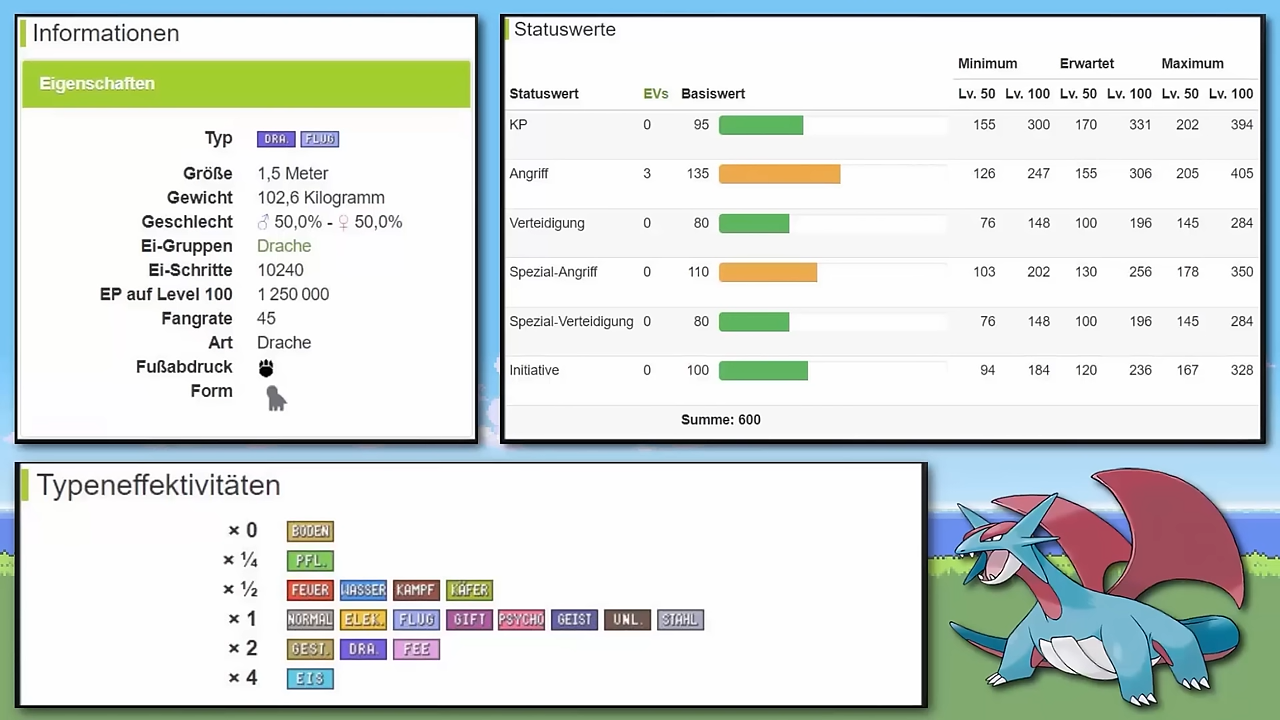 Informationen
Eigenschaften
Typ DRA. FLUG
Größe 1,5 Meter
Gewicht 102,6 Kilogramm
Geschlecht ♂ 50,0% - ♀ 50,0%
Ei-Gruppen Drache
Ei-Schritte 10240
EP auf Level 100 1 250 000
Fangrate 45
Art Drache
Fußabdruck
Form
Statuswerte
Minimum Erwartet Maximum
Statuswert EVs Basiswert Lv. 50 Lv. 100 Lv. 50 Lv. 100 Lv. 50 Lv. 100
KP 0 95 155 300 170 331 202 394
Angriff 3 135 126 247 155 306 205 405
Verteidigung 0 80 76 148 100 196 145 284
Spezial-Angriff 0 110 103 202 130 256 178 350
Spezial-Verteidigung 0 80 76 148 100 196 145 284
Initiative 0 100 94 184 120 236 167 328
Summe: 600
Typeneffektivitäten
× 0 BODEN
× ¼ PFL.
× ½ FEUER WASSER KAMPF KÄFER
× 1 NORMAL ELEK. FLUG GIFT PSYCHO GEIST UNL. STAHL
× 2 GEST. DRA. FEE
× 4 EIS